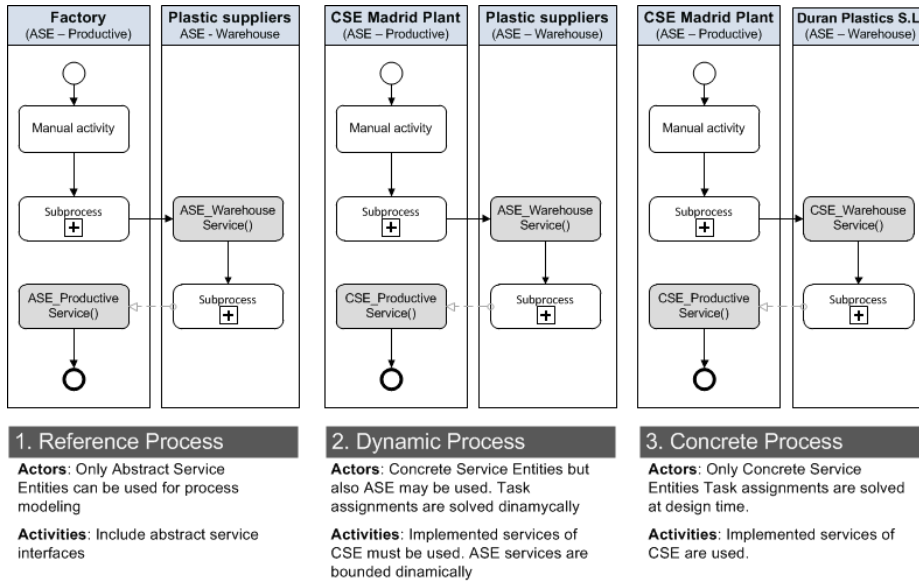 Factory
(ASE – Productive)
Plastic suppliers
ASE - Warehouse
Manual activity
Subprocess
ASE_Warehouse
Service()
ASE_Productive
Service()
Subprocess
1. Reference Process
Actors: Only Abstract Service
Entities can be used for process
modeling
Activities: Include abstract service
interfaces
CSE Madrid Plant
(ASE – Productive)
Plastic suppliers
(ASE – Warehouse)
Manual activity
Subprocess
ASE_Warehouse
Service()
CSE_Productive
Service()
Subprocess
2. Dynamic Process
Actors: Concrete Service Entities but
also ASE may be used. Task
assignments are solved dinamycally
Activities: Implemented services of
CSE must be used. ASE services are
bounded dinamically
CSE Madrid Plant
(ASE – Productive)
Duran Plastics S.L
(ASE – Warehouse)
Manual activity
Subprocess
CSE_Warehouse
Service()
CSE_Productive
Service()
Subprocess
3. Concrete Process
Actors: Only Concrete Service
Entities Task assignments are solved
at design time.
Activities: Implemented services of
CSE are used.